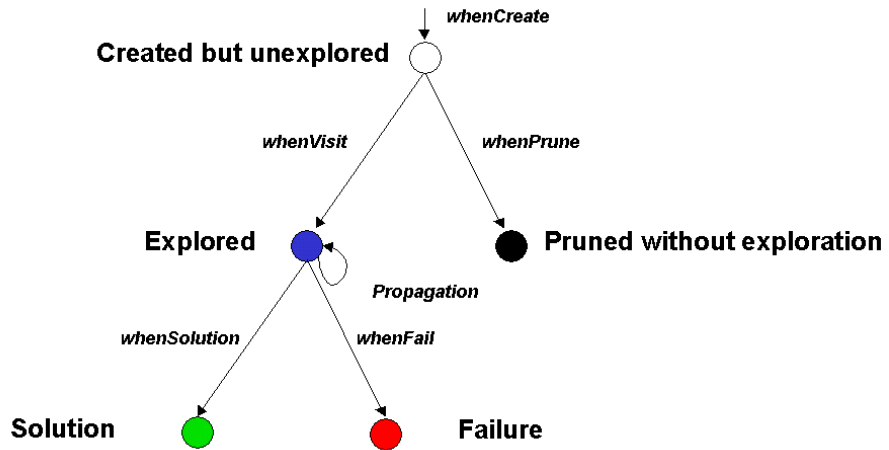 whenCreate
Created but unexplored
whenVisit
whenPrune
Explored
Pruned without exploration
Propagation
whenSolution
whenFail
Solution
Failure